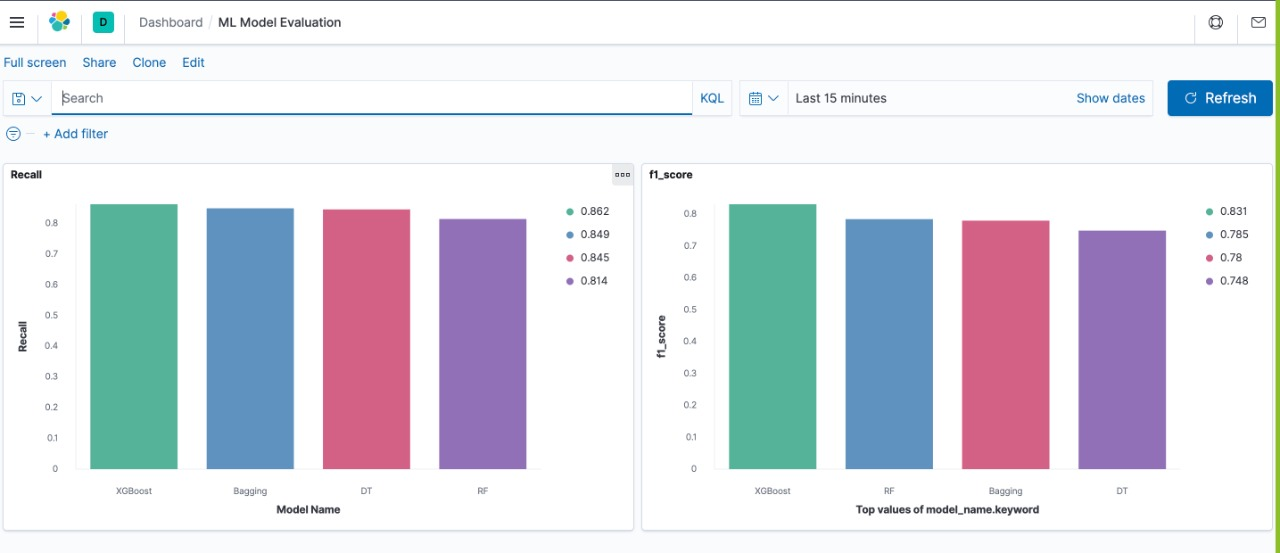 D Dashboard / ML Model Evaluation
Full screen Share Clone Edit
Search KQL Last 15 minutes Show dates Refresh
+ Add filter
Recall
0.8
0.7
0.6
0.5
0.4
0.3
0.2
0.1
0
Recall
XGBoost Bagging DT RF
Model Name
0.862
0.849
0.845
0.814
f1_score
0.8
0.7
0.6
0.5
0.4
0.3
0.2
0.1
0
f1_score
XGBoost RF Bagging DT
Top values of model_name.keyword
0.831
0.785
0.78
0.748